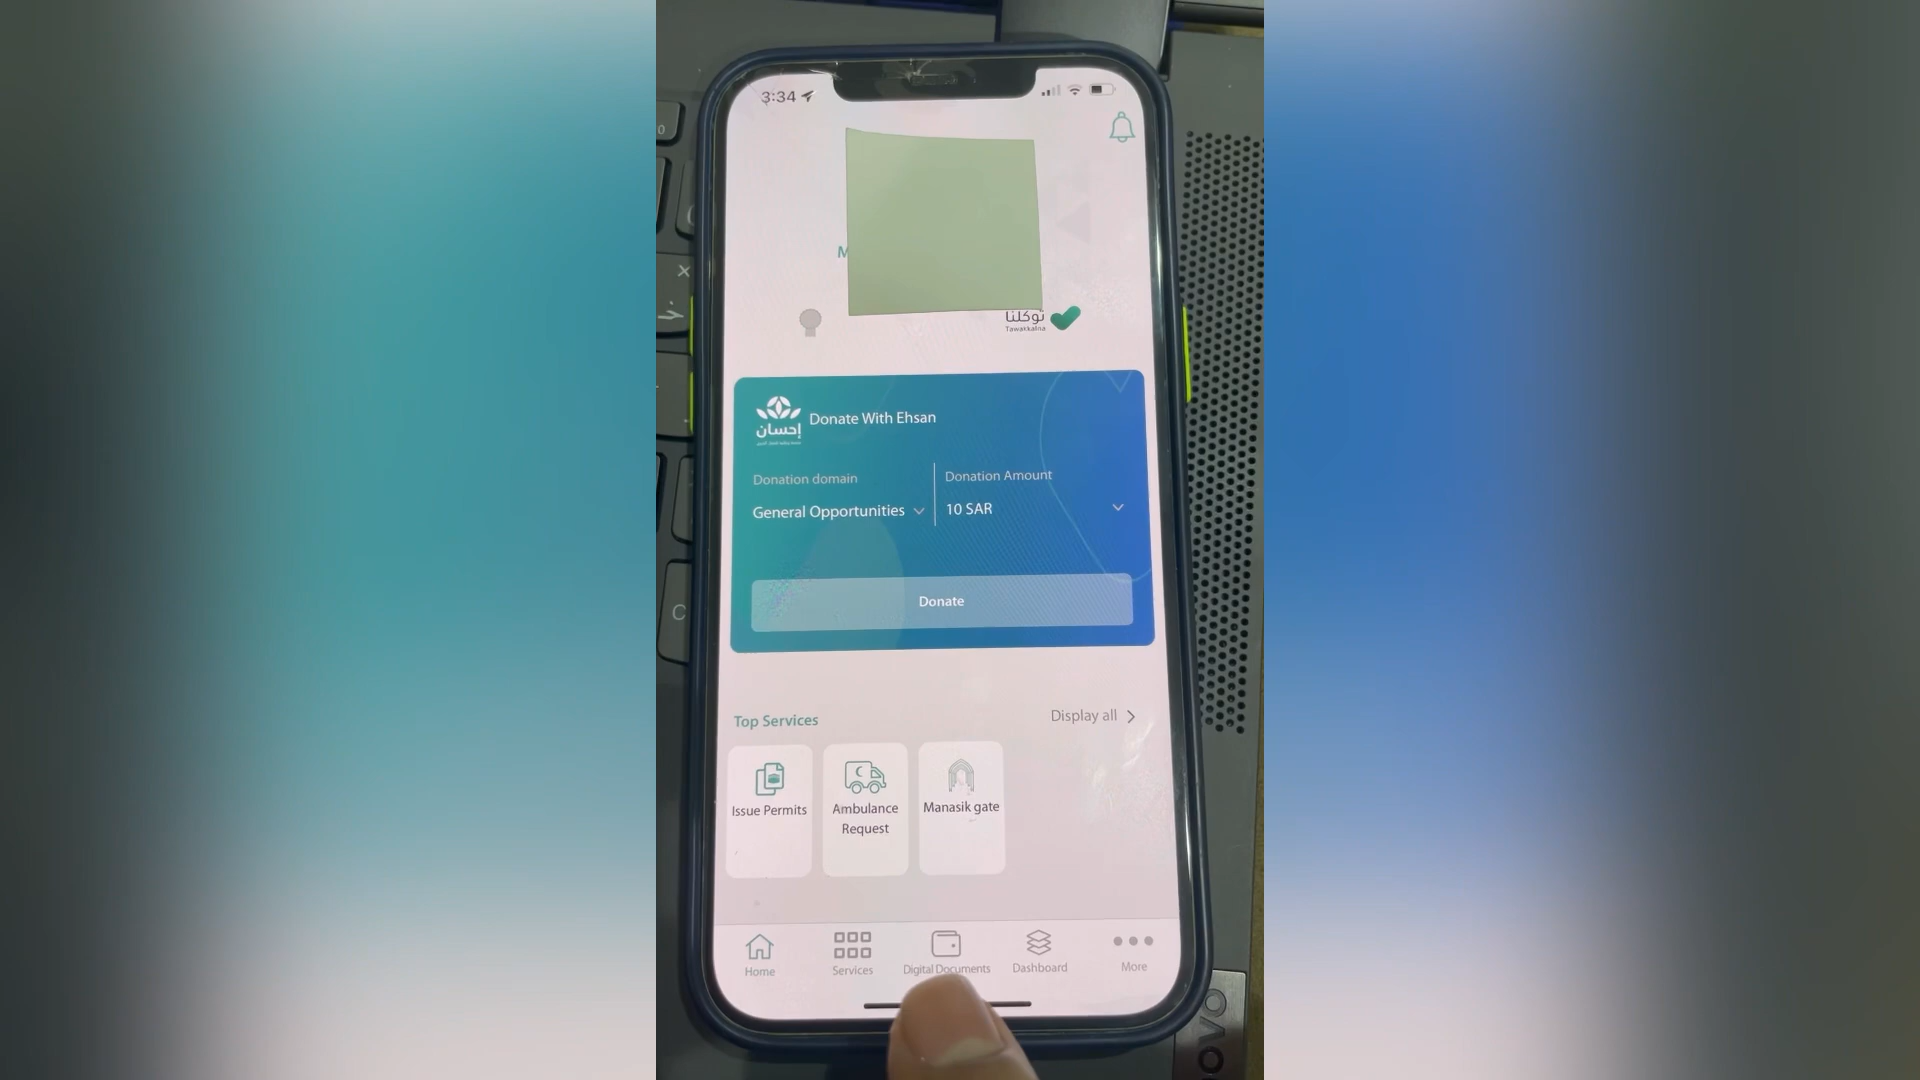 3:34
M
توكلنا
Tawakkalna
إحسان
Donate With Ehsan
Donation domain
Donation Amount
General Opportunities
10 SAR
Donate
Top Services
Display all
Issue Permits
Ambulance
Request
Manasik gate
Home
Services
Digital Documents
Dashboard
More
0
X
C